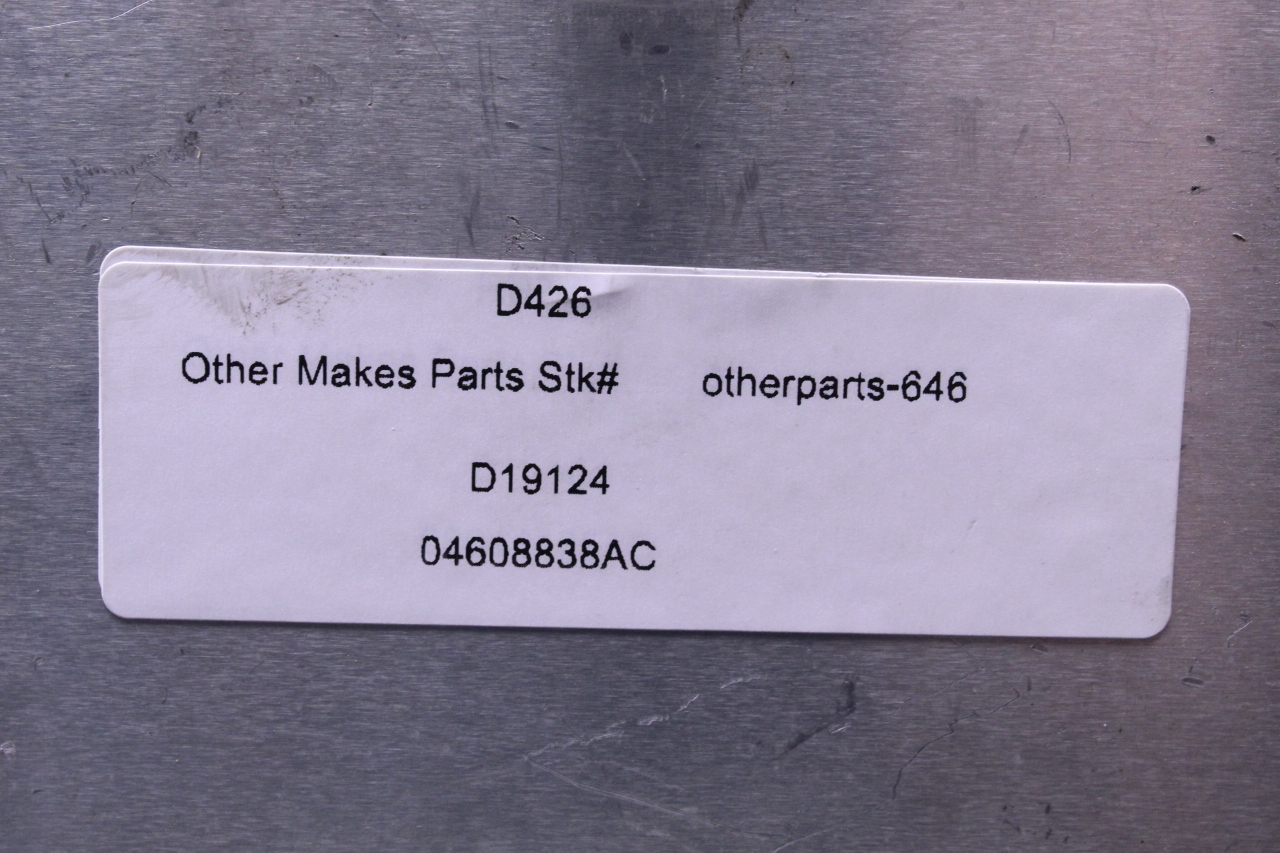 D426
Other Makes Parts Stk# otherparts-646
D19124
04608838AC